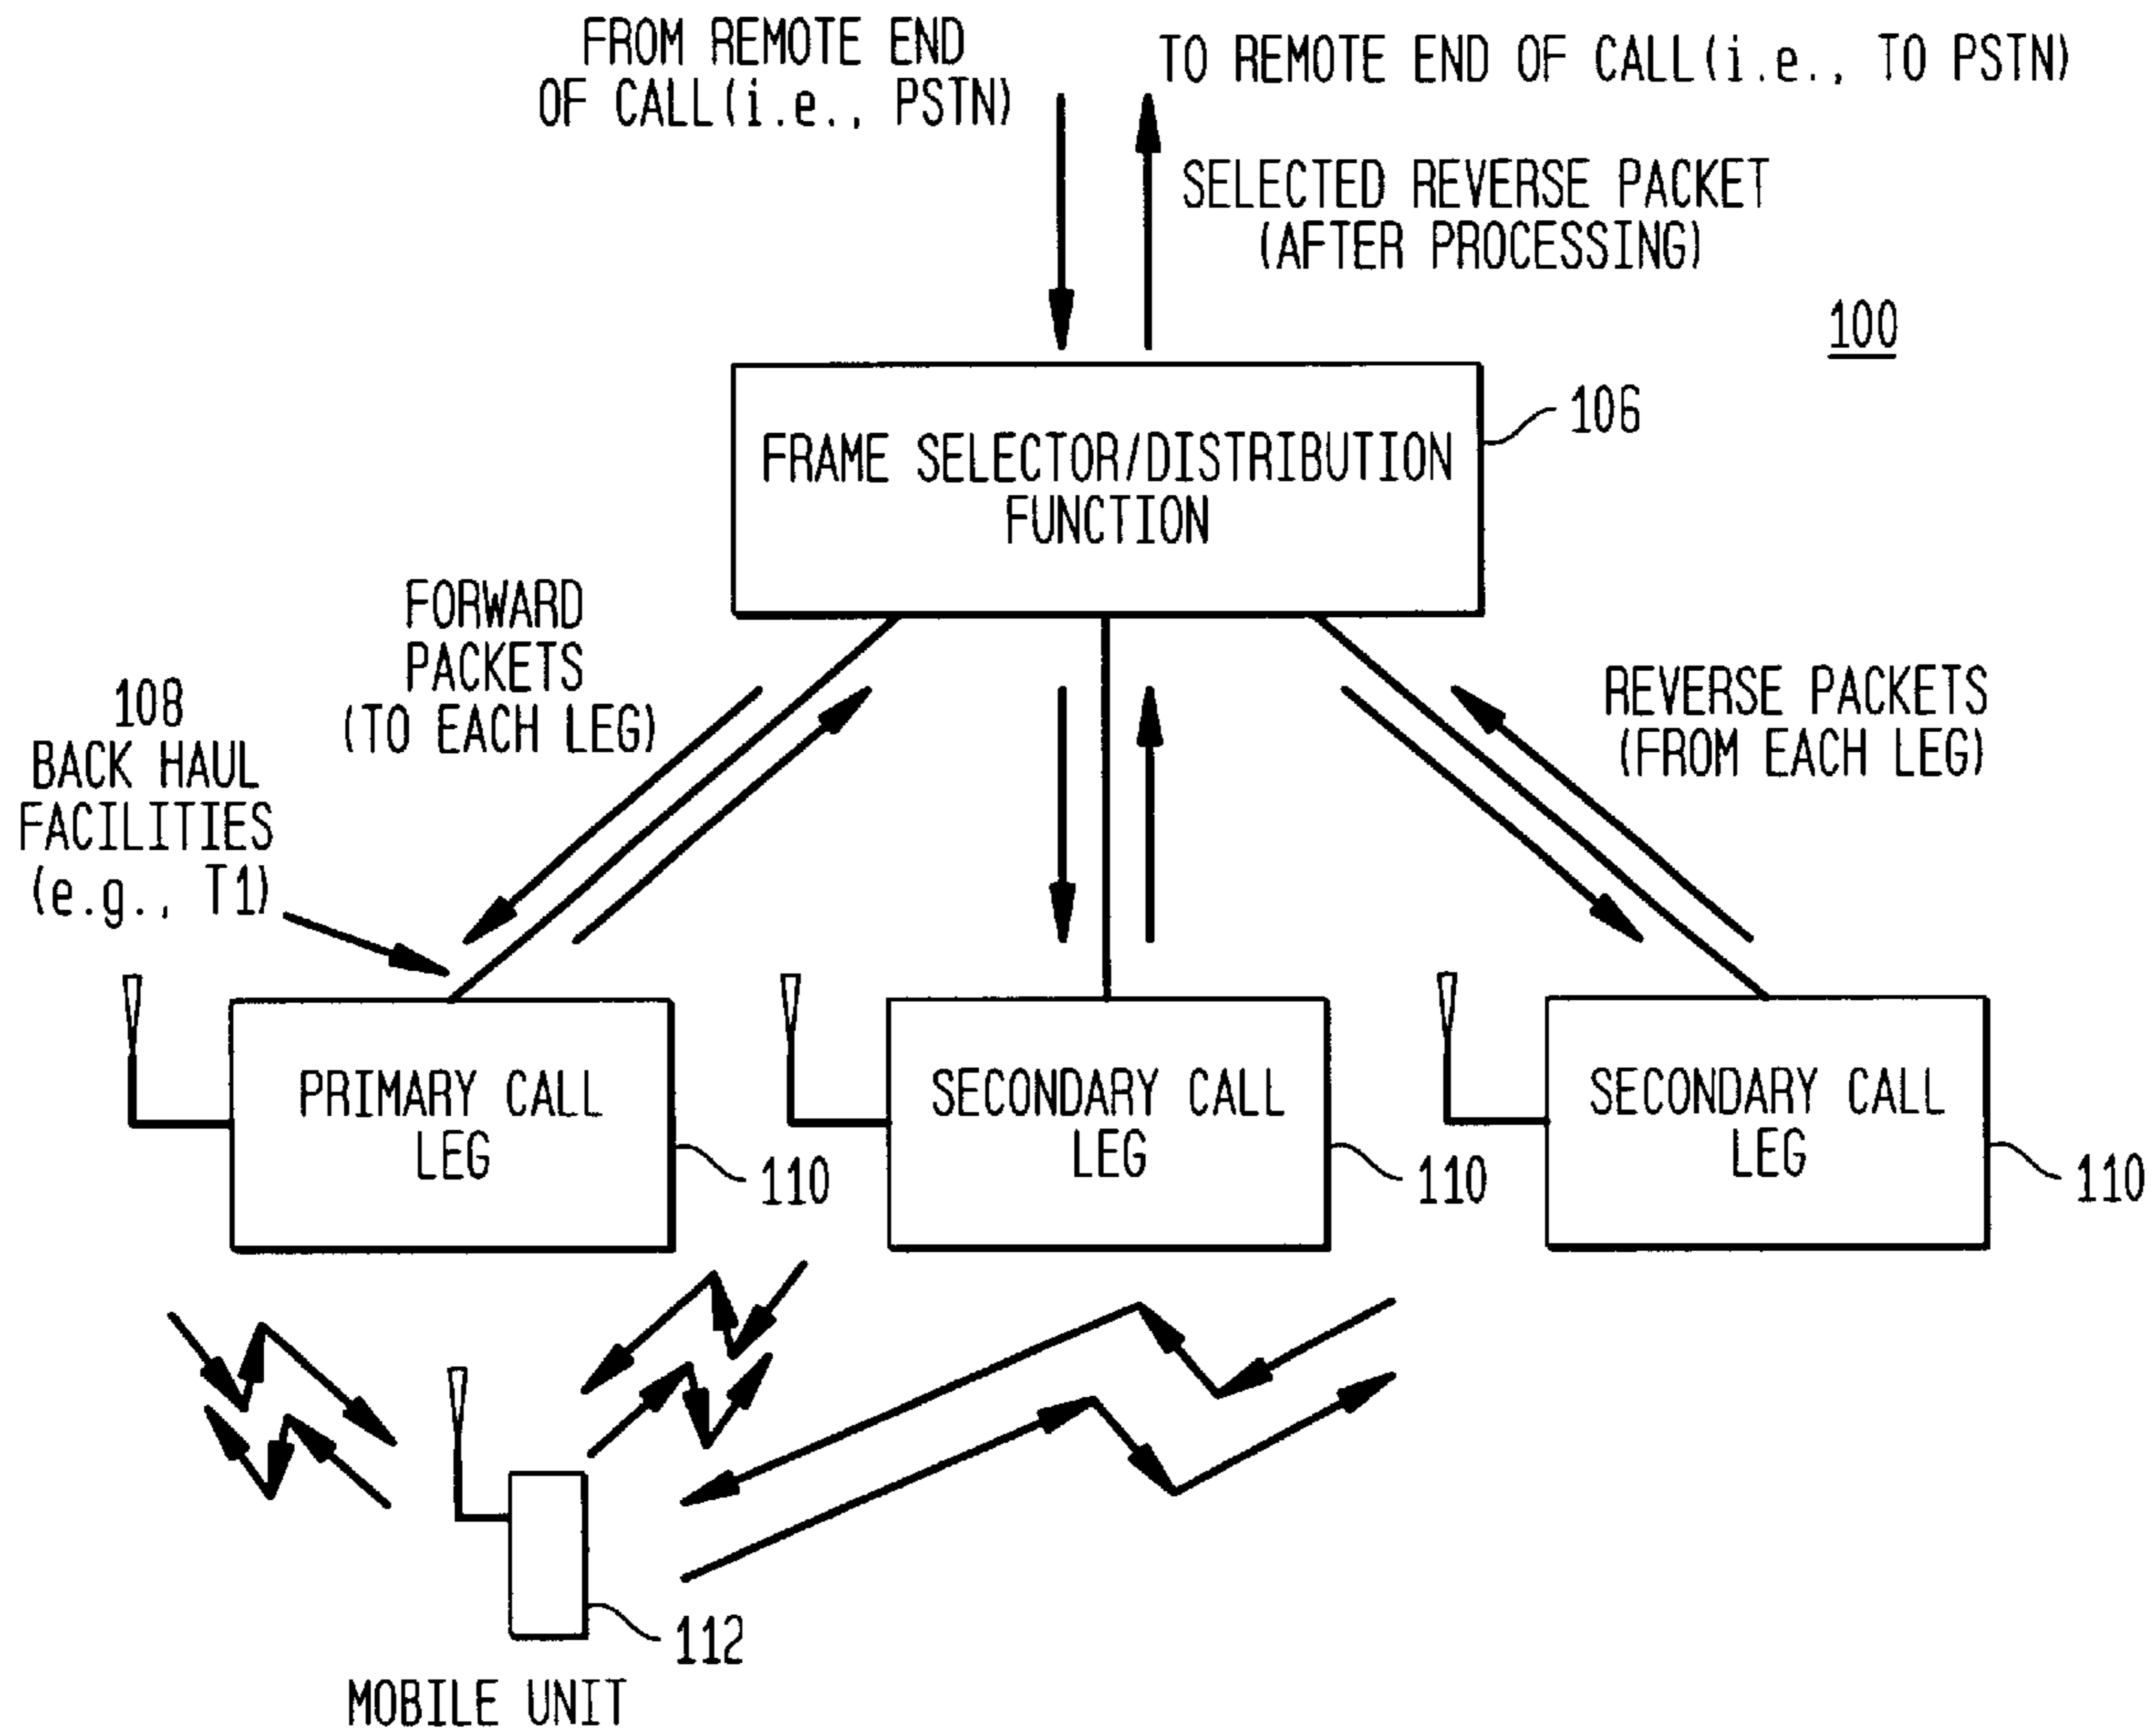 FROM REMOTE END
OF CALL(i.e., PSTN)
TO REMOTE END OF CALL(i.e., TO PSTN)
SELECTED REVERSE PACKET
(AFTER PROCESSING)
100
106
FRAME SELECTOR/DISTRIBUTION
FUNCTION
FORWARD
PACKETS
(TO EACH LEG)
REVERSE PACKETS
(FROM EACH LEG)
108
BACK HAUL
FACILITIES
(e.g., T1)
PRIMARY CALL
LEG
110
SECONDARY CALL
LEG
110
SECONDARY CALL
LEG
110
112
MOBILE UNIT